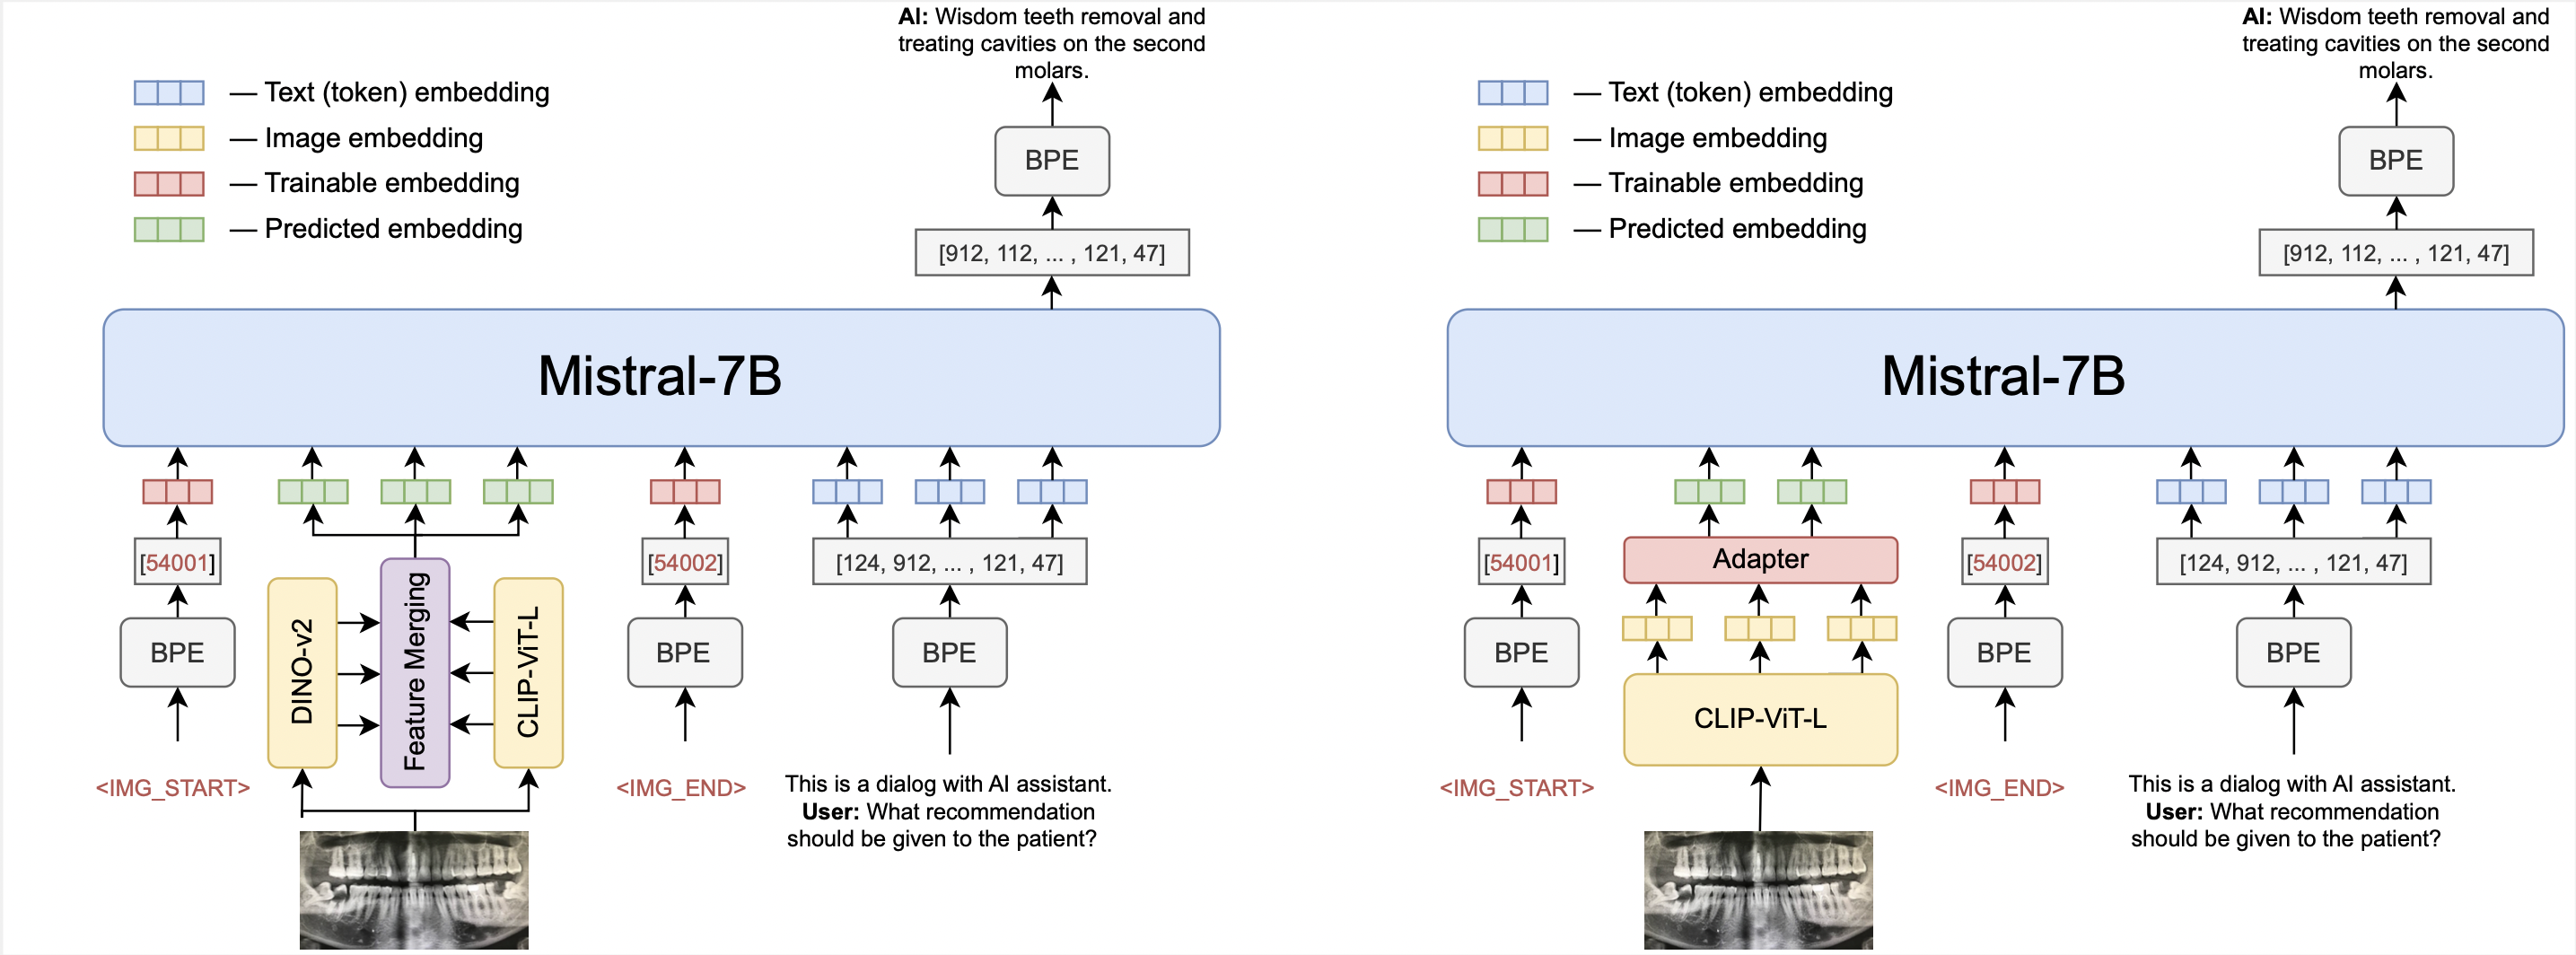 AI: Wisdom teeth removal and
treating cavities on the second
molars.
— Text (token) embedding
— Image embedding
— Trainable embedding
— Predicted embedding
BPE
[912, 112, ... , 121, 47]
Mistral-7B
[54001]
BPE
<IMG_START>
DINO-v2
Feature Merging
CLIP-ViT-L
[54002]
BPE
<IMG_END>
[124, 912, ... , 121, 47]
BPE
This is a dialog with AI assistant.
User: What recommendation
should be given to the patient?
AI: Wisdom teeth removal and
treating cavities on the second
molars.
— Text (token) embedding
— Image embedding
— Trainable embedding
— Predicted embedding
BPE
[912, 112, ... , 121, 47]
Mistral-7B
[54001]
BPE
<IMG_START>
Adapter
CLIP-ViT-L
[54002]
BPE
<IMG_END>
[124, 912, ... , 121, 47]
BPE
This is a dialog with AI assistant.
User: What recommendation
should be given to the patient?